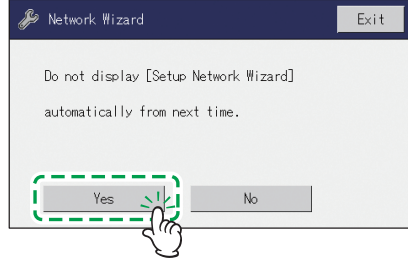 Network Wizard
Exit
Do not display [Setup Network Wizard]
automatically from next time.
Yes
No